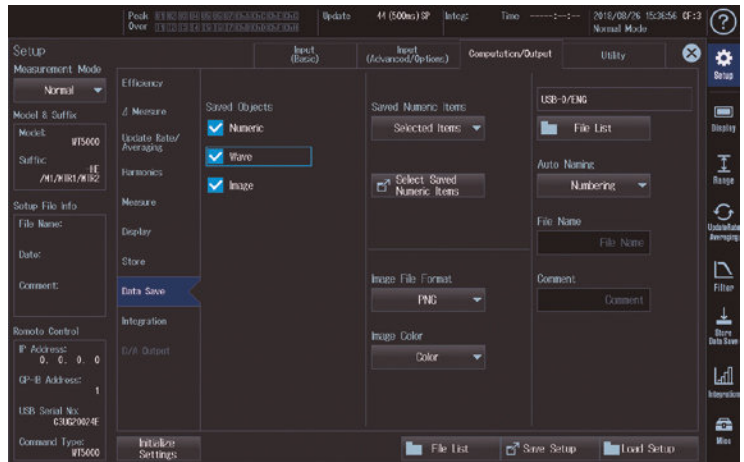 Peak
Over
Update 44 (500ms)SP Integ: Time -----:--:-- 2018/08/26 15:36:56 CF:3
Normal Mode
Setup
Measurement Mode
Normal
Model & Suffix
Model:
WT5000
Suffix:
-HE
/M1/MTR1/MTR2
Setup File Info
File Name:
Date:
Comment:
Remote Control
IP Address:
0. 0. 0. 0
GP-B Address:
1
USB Serial No:
C3UG20024E
Command Type:
WT5000
Input
(Basic)
Input
(Advanced/Options)
Computation/Output
Utility
Efficiency
Δ Measure
Update Rate/
Averaging
Harmonics
Measure
Display
Store
Data Save
Integration
D/A Output
Saved Objects
Numeric
Wave
Image
Saved Numeric Items
Selected Items
Select Saved
Numeric Items
Image File Format
PNG
Image Color
Color
USB-0/ENG
File List
Auto Naming
Numbering
File Name
File Name
Comment
Comment
Initialize
Settings
File List
Save Setup
Load Setup
?
Setup
Display
Range
UpdateRate
Averaging
Filter
Store
Data Save
Integration
Misc